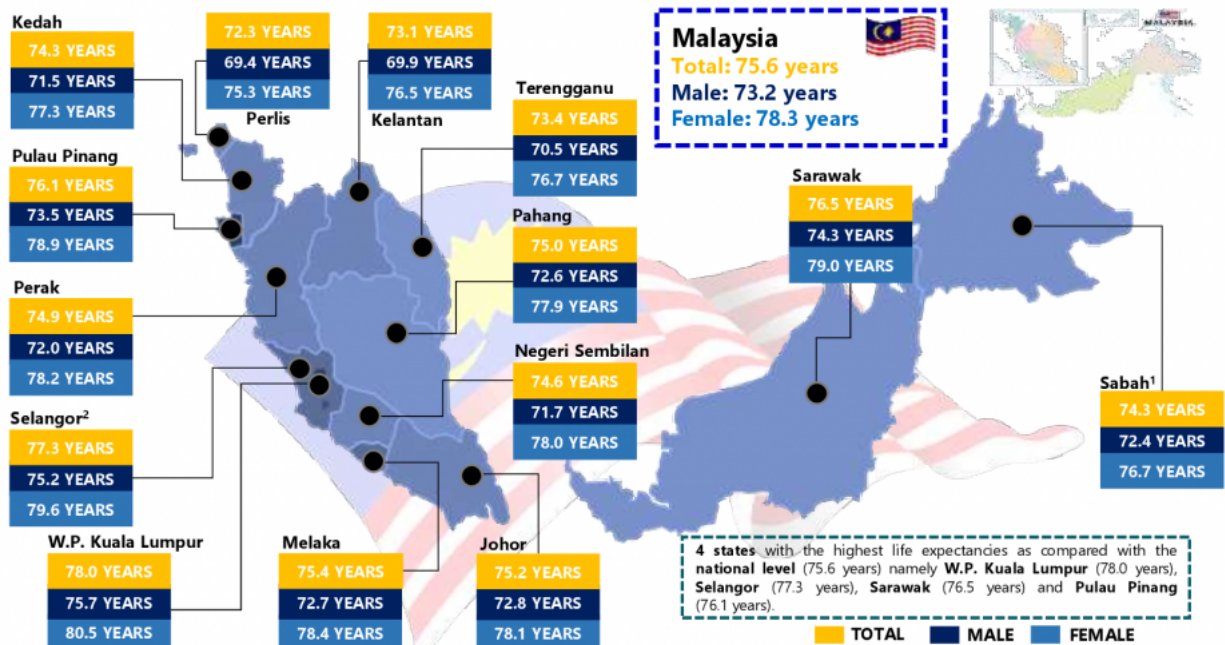 Kedah
74.3 YEARS
71.5 YEARS
77.3 YEARS
72.3 YEARS
69.4 YEARS
75.3 YEARS
Perlis
73.1 YEARS
69.9 YEARS
76.5 YEARS
Kelantan
Malaysia
Total: 75.6 years
Male: 73.2 years
Female: 78.3 years
MALAYSIA
Terengganu
73.4 YEARS
70.5 YEARS
76.7 YEARS
Pulau Pinang
76.1 YEARS
73.5 YEARS
78.9 YEARS
Pahang
75.0 YEARS
72.6 YEARS
77.9 YEARS
Sarawak
76.5 YEARS
74.3 YEARS
79.0 YEARS
Perak
74.9 YEARS
72.0 YEARS
78.2 YEARS
Negeri Sembilan
74.6 YEARS
71.7 YEARS
78.0 YEARS
Sabah¹
74.3 YEARS
72.4 YEARS
76.7 YEARS
Selangor²
77.3 YEARS
75.2 YEARS
79.6 YEARS
W.P. Kuala Lumpur
78.0 YEARS
75.7 YEARS
80.5 YEARS
Melaka
75.4 YEARS
72.7 YEARS
78.4 YEARS
Johor
75.2 YEARS
72.8 YEARS
78.1 YEARS
4 states with the highest life expectancies as compared with the
national level (75.6 years) namely W.P. Kuala Lumpur (78.0 years),
Selangor (77.3 years), Sarawak (76.5 years) and Pulau Pinang
(76.1 years).
TOTAL
MALE
FEMALE